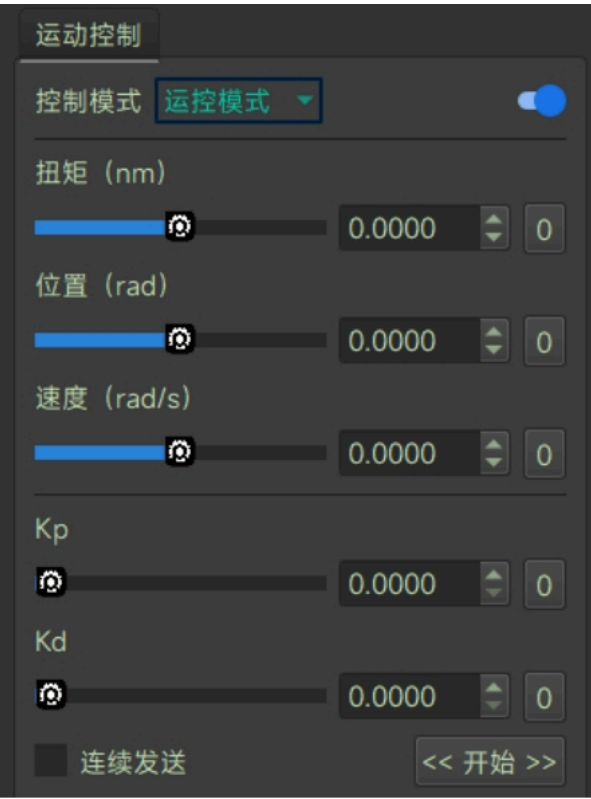 运动控制
控制模式 运控模式
扭矩（nm）
0.0000 0
位置（rad）
0.0000 0
速度（rad/s）
0.0000 0
Kp
0.0000 0
Kd
0.0000 0
连续发送 << 开始 >>